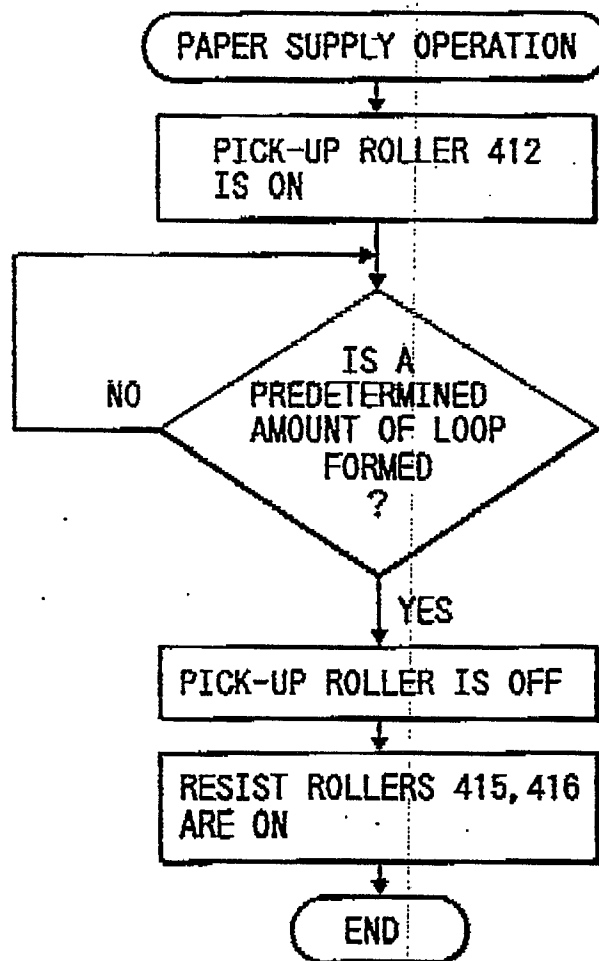 PAPER SUPPLY OPERATION
PICK-UP ROLLER 412
IS ON
IS A
PREDETERMINED
AMOUNT OF LOOP
FORMED
?
NO
YES
PICK-UP ROLLER IS OFF
RESIST ROLLERS 415, 416
ARE ON
END